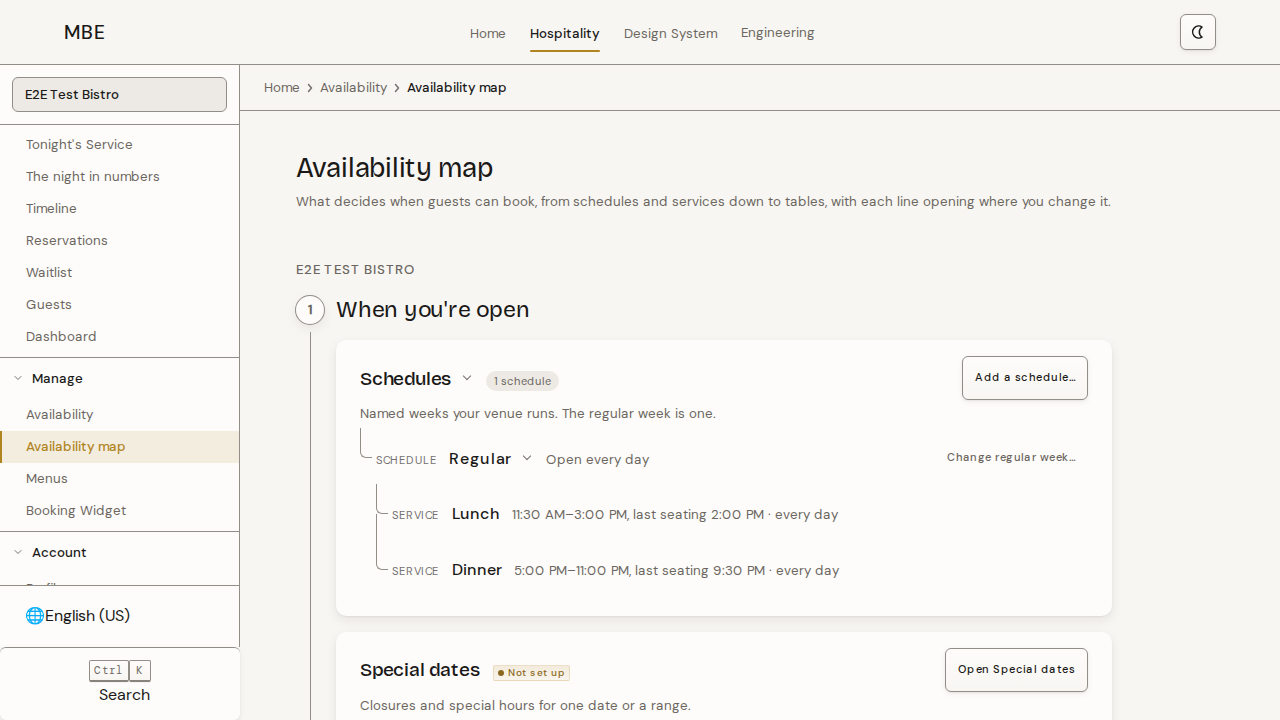 MBE
Home
Hospitality
Design System
Engineering
E2E Test Bistro
Tonight's Service
The night in numbers
Timeline
Reservations
Waitlist
Guests
Dashboard
Manage
Availability
Availability map
Menus
Booking Widget
Account
English (US)
Ctrl K
Search
Home > Availability > Availability map
Availability map
What decides when guests can book, from schedules and services down to tables, with each line opening where you change it.
E2E TEST BISTRO
1 When you're open
Schedules 1 schedule
Add a schedule…
Named weeks your venue runs. The regular week is one.
SCHEDULE Regular Open every day
Change regular week…
SERVICE Lunch 11:30 AM–3:00 PM, last seating 2:00 PM · every day
SERVICE Dinner 5:00 PM–11:00 PM, last seating 9:30 PM · every day
Special dates Not set up
Open Special dates
Closures and special hours for one date or a range.